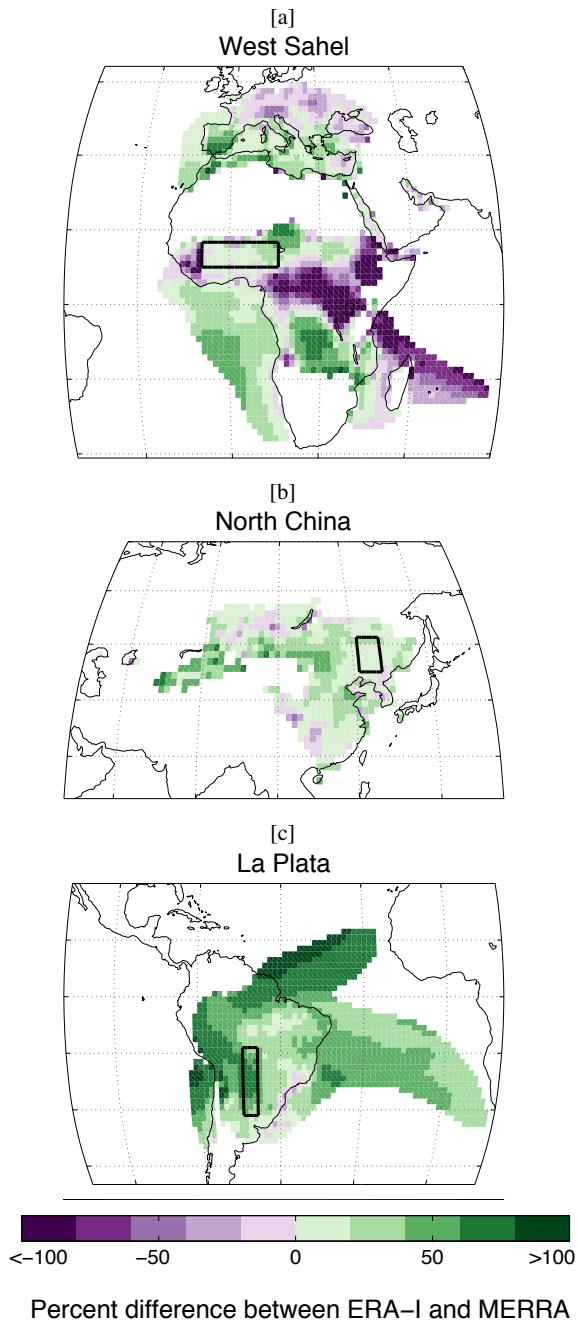 [a]
West Sahel
[b]
North China
[c]
La Plata
<−100 −50 0 50 >100
Percent difference between ERA−I and MERRA